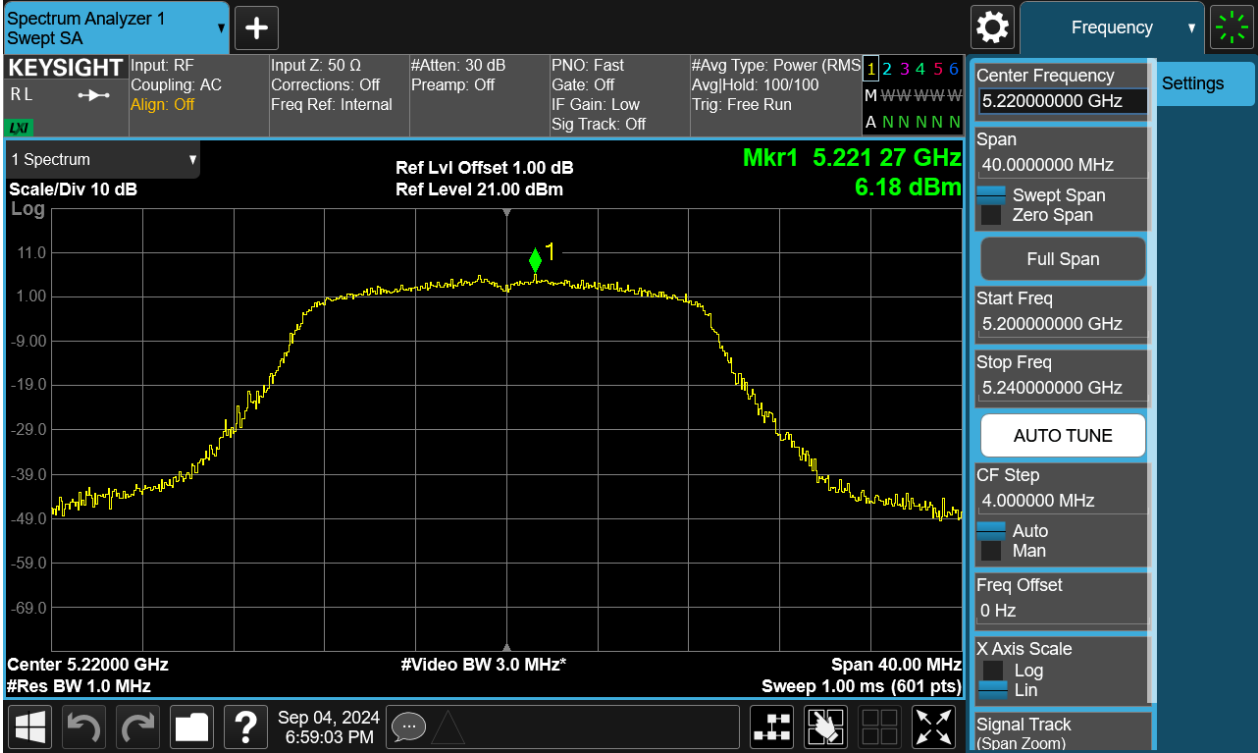 Spectrum Analyzer 1
Swept SA
+
Frequency
KEYSIGHT
R L
LXI
Input: RF
Coupling: AC
Align: Off
Input Z: 50 Ω
Corrections: Off
Freq Ref: Internal
#Atten: 30 dB
Preamp: Off
PNO: Fast
Gate: Off
IF Gain: Low
Sig Track: Off
#Avg Type: Power (RMS
Avg|Hold: 100/100
Trig: Free Run
1 2 3 4 5 6
M W W W W W
A N N N N N
1 Spectrum
Scale/Div 10 dB
Log
Ref Lvl Offset 1.00 dB
Ref Level 21.00 dBm
Mkr1 5.221 27 GHz
6.18 dBm
1
11.0
1.00
-9.00
-19.0
-29.0
-39.0
-49.0
-59.0
-69.0
Center 5.22000 GHz
#Res BW 1.0 MHz
#Video BW 3.0 MHz*
Span 40.00 MHz
Sweep 1.00 ms (601 pts)
Center Frequency
5.220000000 GHz
Span
40.0000000 MHz
Swept Span
Zero Span
Full Span
Start Freq
5.200000000 GHz
Stop Freq
5.240000000 GHz
AUTO TUNE
CF Step
4.000000 MHz
Auto
Man
Freq Offset
0 Hz
X Axis Scale
Log
Lin
Signal Track
(Span Zoom)
Settings
?
Sep 04, 2024
6:59:03 PM